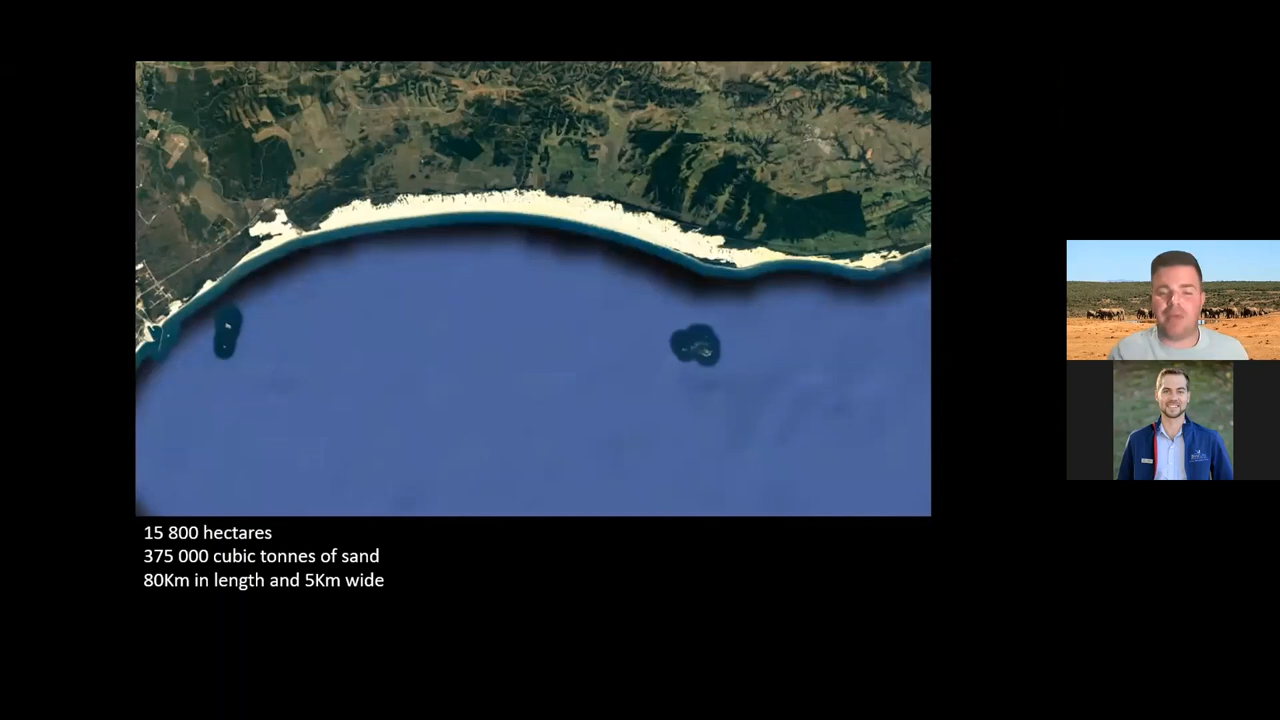 15 800 hectares
375 000 cubic tonnes of sand
80Km in length and 5Km wide